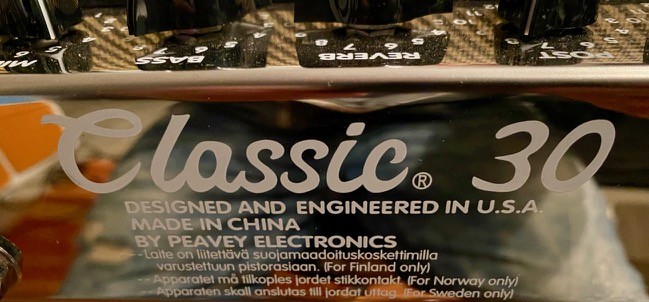 BASS
REVERB
Classic® 30
DESIGNED AND ENGINEERED IN U.S.A.
MADE IN CHINA
BY PEAVEY ELECTRONICS
- Laite on liitettävä suojamaadoituskoskettimilla
varustettuun pistorasiaan. (For Finland only)
- Apparatet må tilkoples jordet stikkontakt. (For Norway only)
- Apparaten skall anslutas till jordat uttag. (For Sweden only)